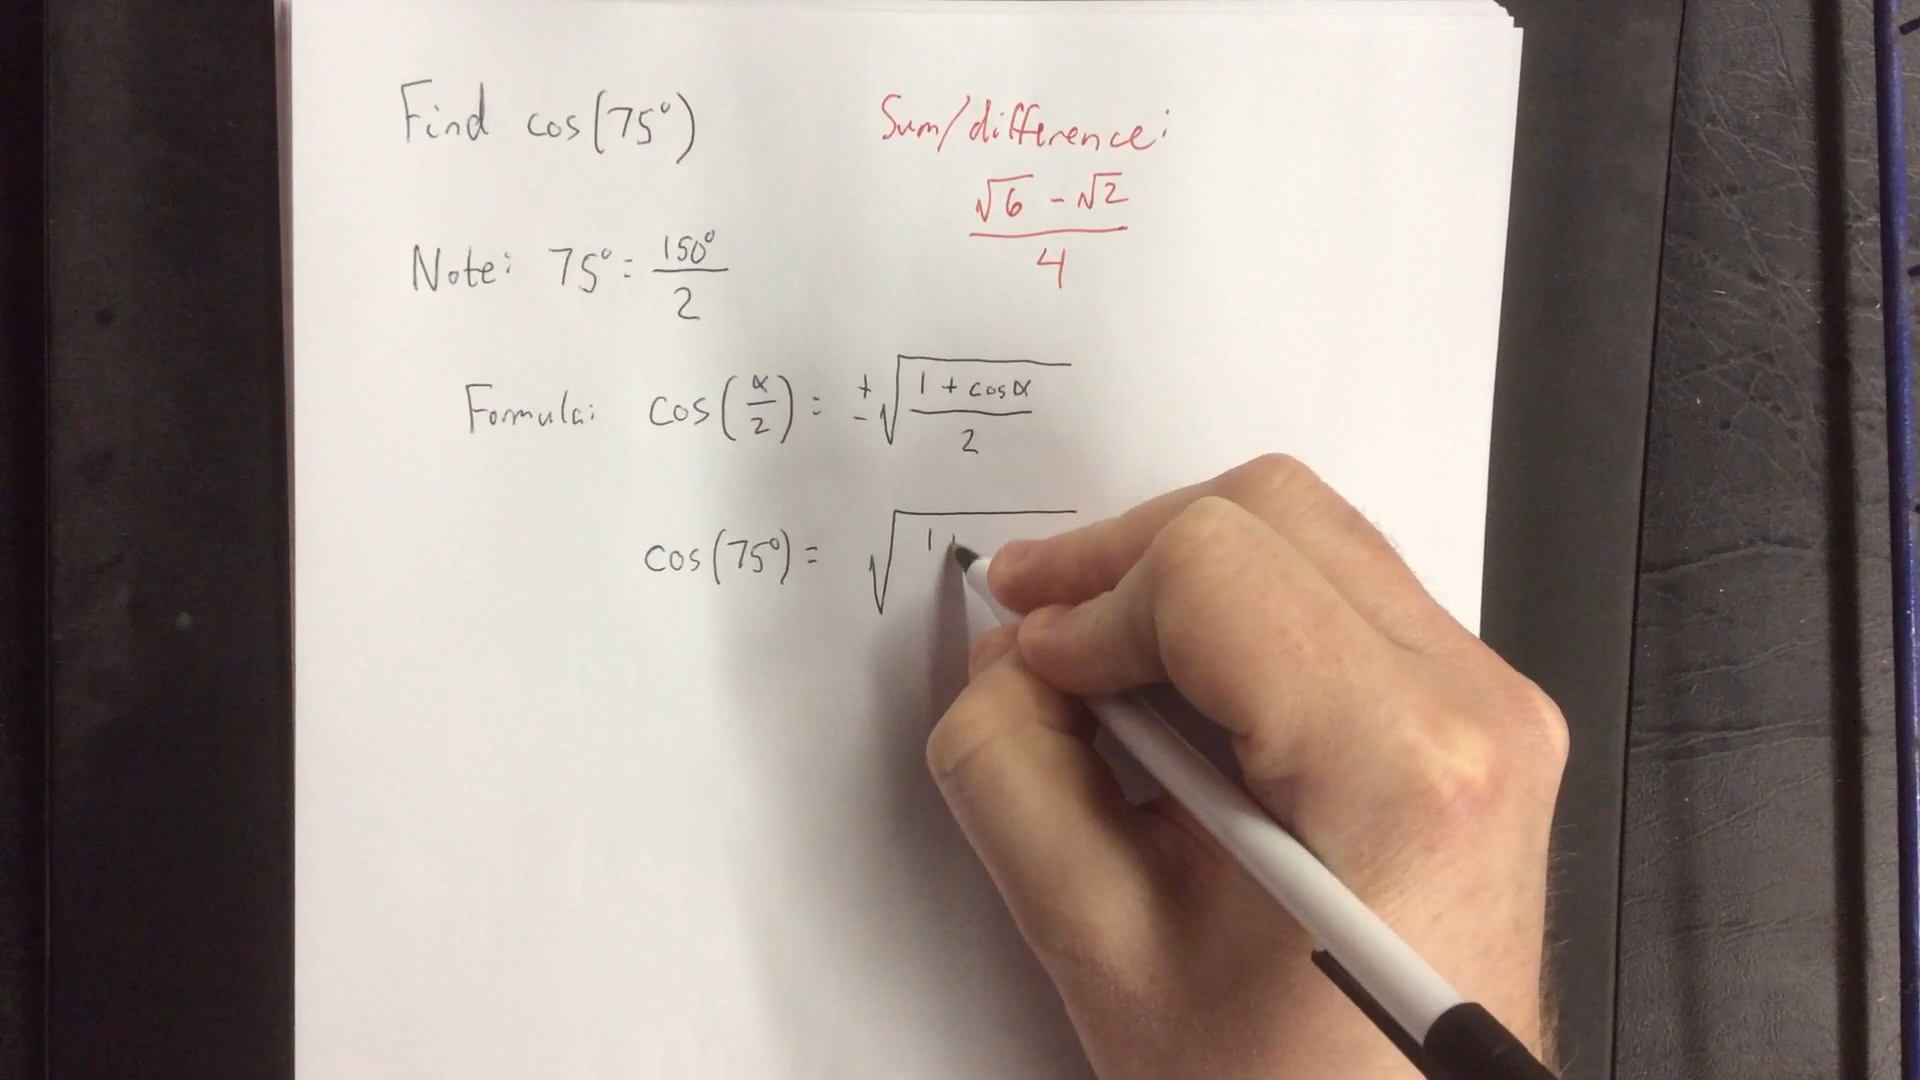 Find cos(75°)
Sum/difference:
√6 - √2
4
Note: 75° = 150°
2
Formula: cos(α/2) = ± √ 1 + cosα
2
cos(75°) = √ 1 +